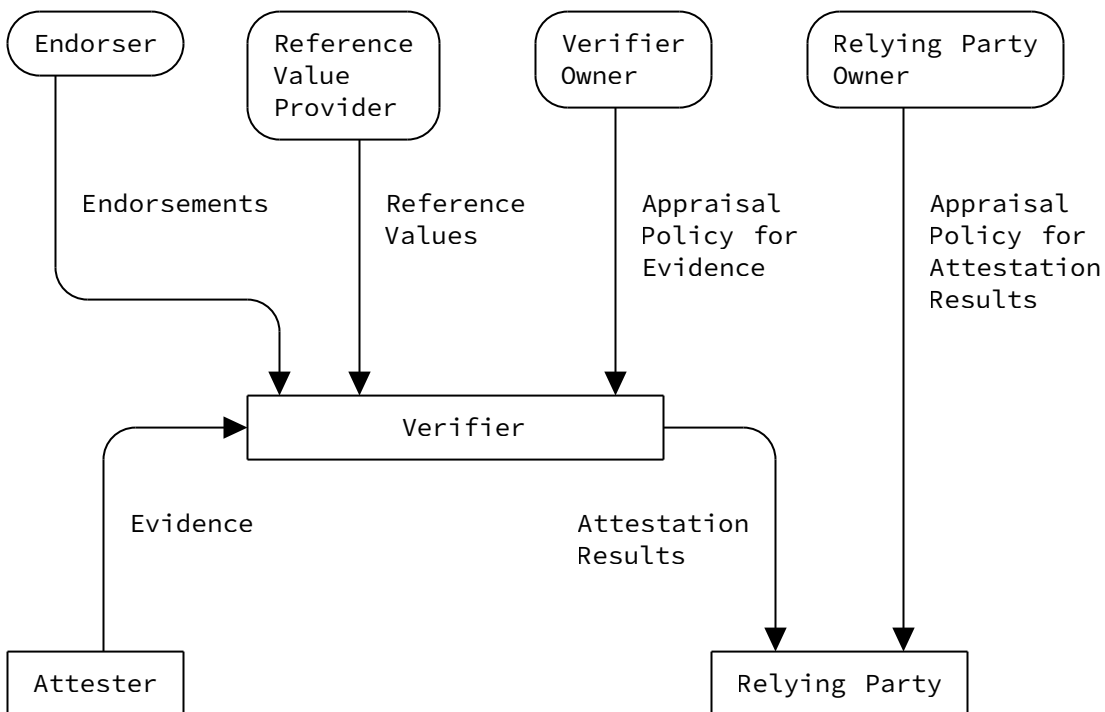 Endorser
Reference
Value
Provider
Verifier
Owner
Relying Party
Owner
Endorsements
Reference
Values
Appraisal
Policy for
Evidence
Appraisal
Policy for
Attestation
Results
Verifier
Evidence
Attestation
Results
Attester
Relying Party